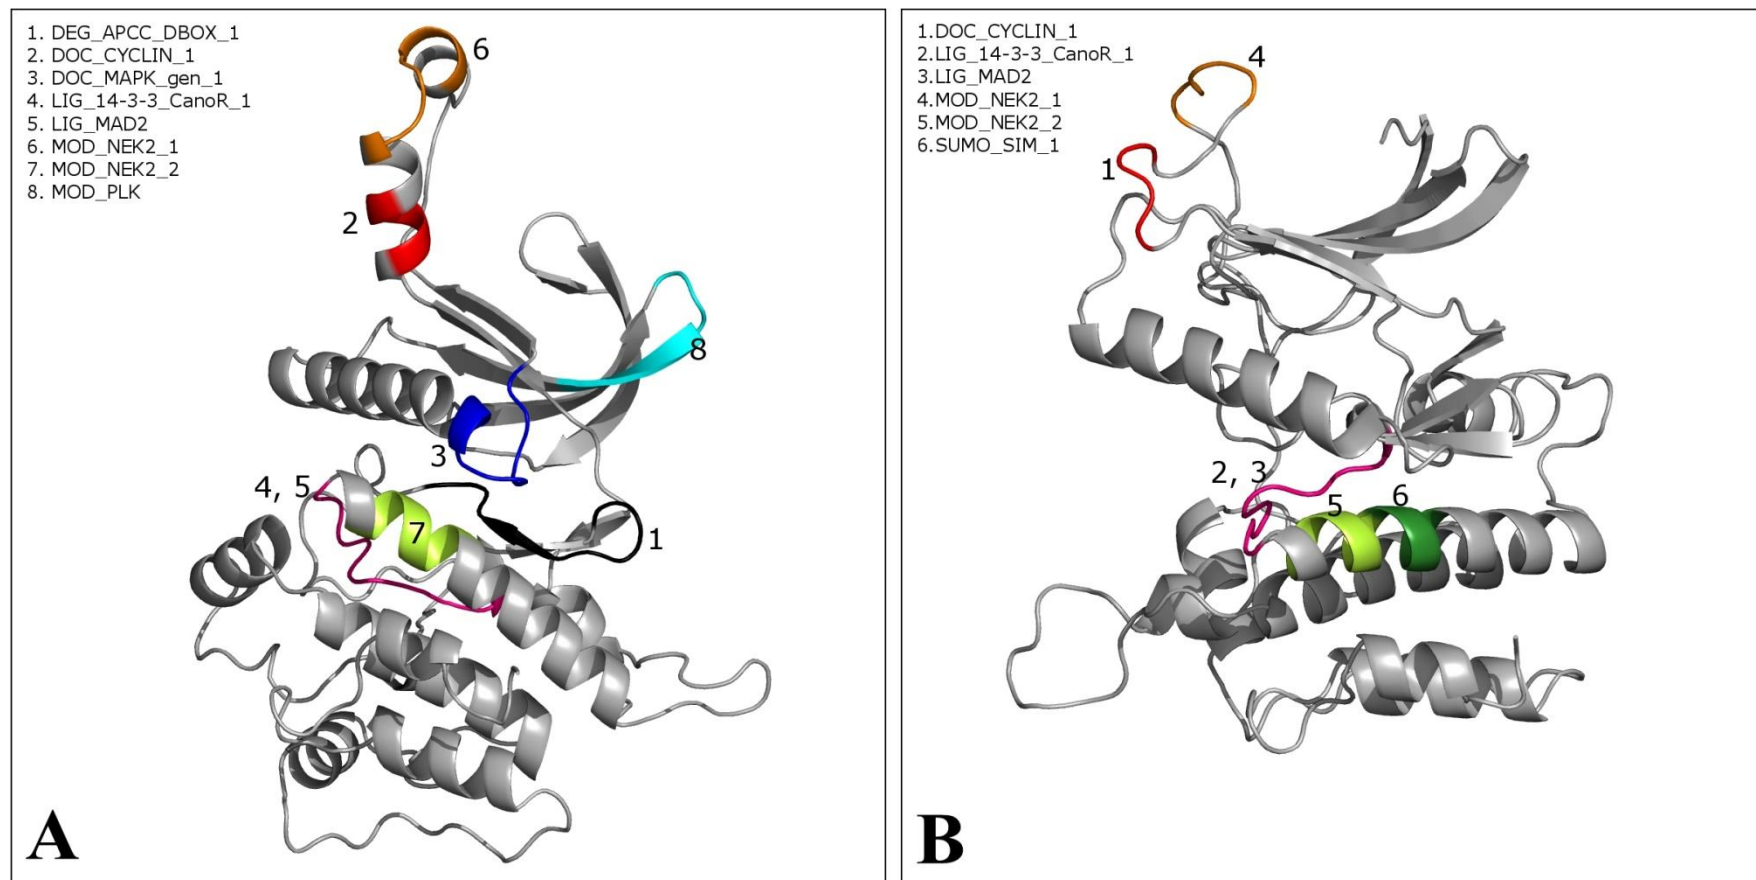 1. DEG_APCC_DBOX_1
2. DOC_CYCLIN_1
3. DOC_MAPK_gen_1
4. LIG_14-3-3_CanoR_1
5. LIG_MAD2
6. MOD_NEK2_1
7. MOD_NEK2_2
8. MOD_PLK
6
2
8
3
4, 5
7
1
A
1.DOC_CYCLIN_1
2.LIG_14-3-3_CanoR_1
3.LIG_MAD2
4.MOD_NEK2_1
5.MOD_NEK2_2
6.SUMO_SIM_1
4
1
2, 3
5
6
B